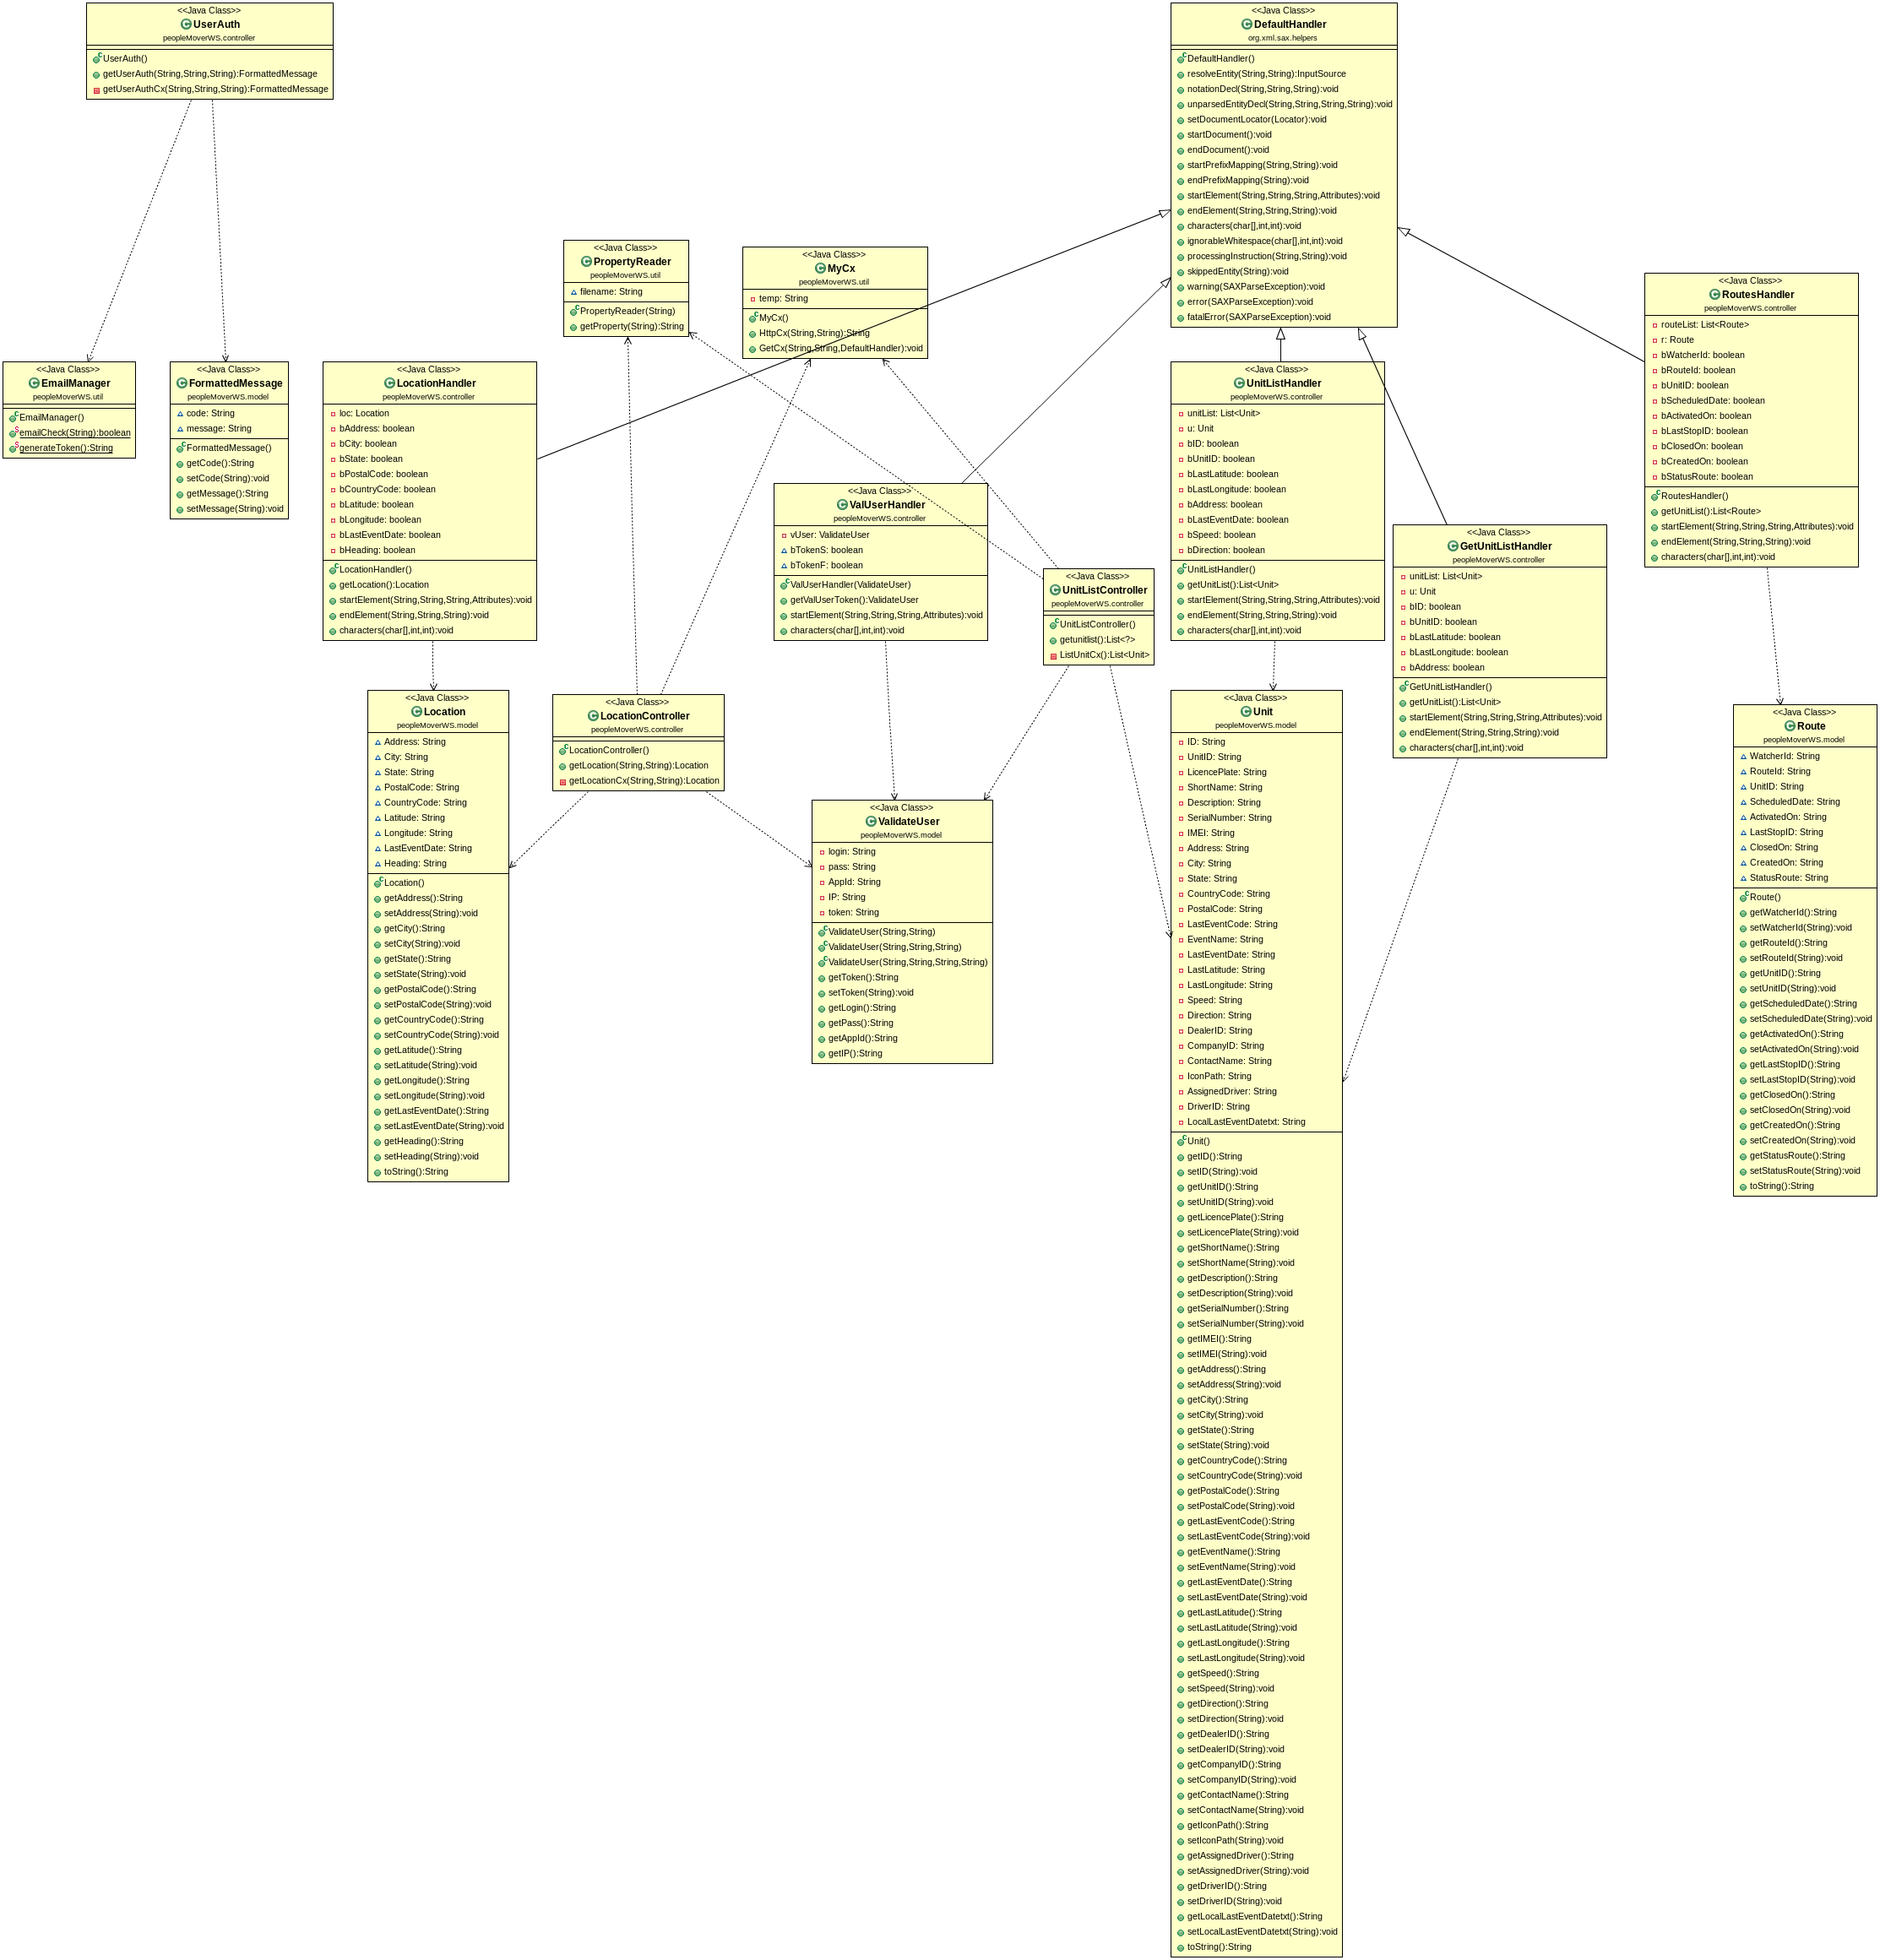 <<Java Class>>
UserAuth
peopleMoverWS.controller
UserAuth()
getUserAuth(String,String,String):FormattedMessage
getUserAuthCx(String,String,String):FormattedMessage
<<Java Class>>
DefaultHandler
org.xml.sax.helpers
DefaultHandler()
resolveEntity(String,String):InputSource
notationDecl(String,String,String):void
unparsedEntityDecl(String,String,String,String):void
setDocumentLocator(Locator):void
startDocument():void
endDocument():void
startPrefixMapping(String,String):void
endPrefixMapping(String):void
startElement(String,String,String,Attributes):void
endElement(String,String,String):void
characters(char[],int,int):void
ignorableWhitespace(char[],int,int):void
processingInstruction(String,String):void
skippedEntity(String):void
warning(SAXParseException):void
error(SAXParseException):void
fatalError(SAXParseException):void
<<Java Class>>
PropertyReader
peopleMoverWS.util
filename: String
PropertyReader(String)
getProperty(String):String
<<Java Class>>
MyCx
peopleMoverWS.util
temp: String
MyCx()
HttpCx(String,String):String
GetCx(String,String,DefaultHandler):void
<<Java Class>>
RoutesHandler
peopleMoverWS.controller
routeList: List<Route>
r: Route
bWatcherId: boolean
bRouteId: boolean
bUnitID: boolean
bScheduledDate: boolean
bActivatedOn: boolean
bLastStopID: boolean
bClosedOn: boolean
bCreatedOn: boolean
bStatusRoute: boolean
RoutesHandler()
getUnitList():List<Route>
startElement(String,String,String,Attributes):void
endElement(String,String,String):void
characters(char[],int,int):void
<<Java Class>>
EmailManager
peopleMoverWS.util
EmailManager()
emailCheck(String):boolean
generateToken():String
<<Java Class>>
FormattedMessage
peopleMoverWS.model
code: String
message: String
FormattedMessage()
getCode():String
setCode(String):void
getMessage():String
setMessage(String):void
<<Java Class>>
LocationHandler
peopleMoverWS.controller
loc: Location
bAddress: boolean
bCity: boolean
bState: boolean
bPostalCode: boolean
bCountryCode: boolean
bLatitude: boolean
bLongitude: boolean
bLastEventDate: boolean
bHeading: boolean
LocationHandler()
getLocation():Location
startElement(String,String,String,Attributes):void
endElement(String,String,String):void
characters(char[],int,int):void
<<Java Class>>
UnitListHandler
peopleMoverWS.controller
unitList: List<Unit>
u: Unit
bID: boolean
bUnitID: boolean
bLastLatitude: boolean
bLastLongitude: boolean
bAddress: boolean
bLastEventDate: boolean
bSpeed: boolean
bDirection: boolean
UnitListHandler()
getUnitList():List<Unit>
startElement(String,String,String,Attributes):void
endElement(String,String,String):void
characters(char[],int,int):void
<<Java Class>>
ValUserHandler
peopleMoverWS.controller
vUser: ValidateUser
bTokenS: boolean
bTokenF: boolean
ValUserHandler(ValidateUser)
getValUserToken():ValidateUser
startElement(String,String,String,Attributes):void
characters(char[],int,int):void
<<Java Class>>
GetUnitListHandler
peopleMoverWS.controller
unitList: List<Unit>
u: Unit
bID: boolean
bUnitID: boolean
bLastLatitude: boolean
bLastLongitude: boolean
bAddress: boolean
GetUnitListHandler()
getUnitList():List<Unit>
startElement(String,String,String,Attributes):void
endElement(String,String,String):void
characters(char[],int,int):void
<<Java Class>>
UnitListController
peopleMoverWS.controller
UnitListController()
getunitlist():List<?>
ListUnitCx():List<Unit>
<<Java Class>>
Location
peopleMoverWS.model
Address: String
City: String
State: String
PostalCode: String
CountryCode: String
Latitude: String
Longitude: String
LastEventDate: String
Heading: String
Location()
getAddress():String
setAddress(String):void
getCity():String
setCity(String):void
getState():String
setState(String):void
getPostalCode():String
setPostalCode(String):void
getCountryCode():String
setCountryCode(String):void
getLatitude():String
setLatitude(String):void
getLongitude():String
setLongitude(String):void
getLastEventDate():String
setLastEventDate(String):void
getHeading():String
setHeading(String):void
toString():String
<<Java Class>>
LocationController
peopleMoverWS.controller
LocationController()
getLocation(String,String):Location
getLocationCx(String,String):Location
<<Java Class>>
ValidateUser
peopleMoverWS.model
login: String
pass: String
AppId: String
IP: String
token: String
ValidateUser(String,String)
ValidateUser(String,String,String)
ValidateUser(String,String,String,String)
getToken():String
setToken(String):void
getLogin():String
getPass():String
getAppId():String
getIP():String
<<Java Class>>
Unit
peopleMoverWS.model
ID: String
UnitID: String
LicencePlate: String
ShortName: String
Description: String
SerialNumber: String
IMEI: String
Address: String
City: String
State: String
CountryCode: String
PostalCode: String
LastEventCode: String
EventName: String
LastEventDate: String
LastLatitude: String
LastLongitude: String
Speed: String
Direction: String
DealerID: String
CompanyID: String
ContactName: String
IconPath: String
AssignedDriver: String
DriverID: String
LocalLastEventDatetxt: String
Unit()
getID():String
setID(String):void
getUnitID():String
setUnitID(String):void
getLicencePlate():String
setLicencePlate(String):void
getShortName():String
setShortName(String):void
getDescription():String
setDescription(String):void
getSerialNumber():String
setSerialNumber(String):void
getIMEI():String
setIMEI(String):void
getAddress():String
setAddress(String):void
getCity():String
setCity(String):void
getState():String
setState(String):void
getCountryCode():String
setCountryCode(String):void
getPostalCode():String
setPostalCode(String):void
getLastEventCode():String
setLastEventCode(String):void
getEventName():String
setEventName(String):void
getLastEventDate():String
setLastEventDate(String):void
getLastLatitude():String
setLastLatitude(String):void
getLastLongitude():String
setLastLongitude(String):void
getSpeed():String
setSpeed(String):void
getDirection():String
setDirection(String):void
getDealerID():String
setDealerID(String):void
getCompanyID():String
setCompanyID(String):void
getContactName():String
setContactName(String):void
getIconPath():String
setIconPath(String):void
getAssignedDriver():String
setAssignedDriver(String):void
getDriverID():String
setDriverID(String):void
getLocalLastEventDatetxt():String
setLocalLastEventDatetxt(String):void
toString():String
<<Java Class>>
Route
peopleMoverWS.model
WatcherId: String
RouteId: String
UnitID: String
ScheduledDate: String
ActivatedOn: String
LastStopID: String
ClosedOn: String
CreatedOn: String
StatusRoute: String
Route()
getWatcherId():String
setWatcherId(String):void
getRouteId():String
setRouteId(String):void
getUnitID():String
setUnitID(String):void
getScheduledDate():String
setScheduledDate(String):void
getActivatedOn():String
setActivatedOn(String):void
getLastStopID():String
setLastStopID(String):void
getClosedOn():String
setClosedOn(String):void
getCreatedOn():String
setCreatedOn(String):void
getStatusRoute():String
setStatusRoute(String):void
toString():String